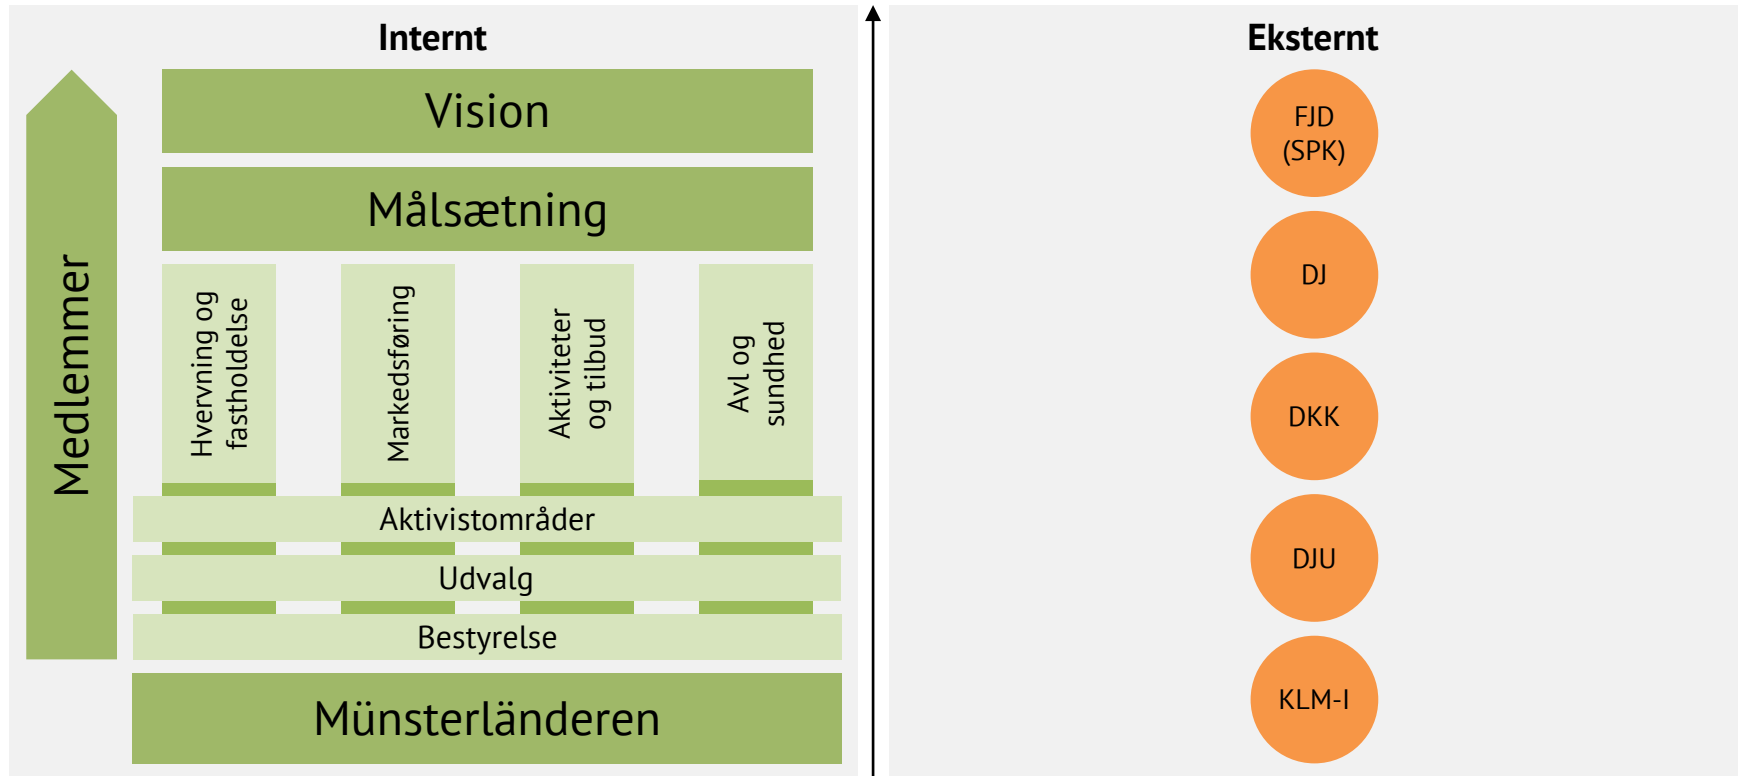 Internt
Vision
Målsætning
Medlemmer
Hvervning og
fastholdelse
Markedsføring
Aktiviteter
og tilbud
Avl og
sundhed
Aktivistområder
Udvalg
Bestyrelse
Münsterländeren
Eksternt
FJD
(SPK)
DJ
DKK
DJU
KLM-I